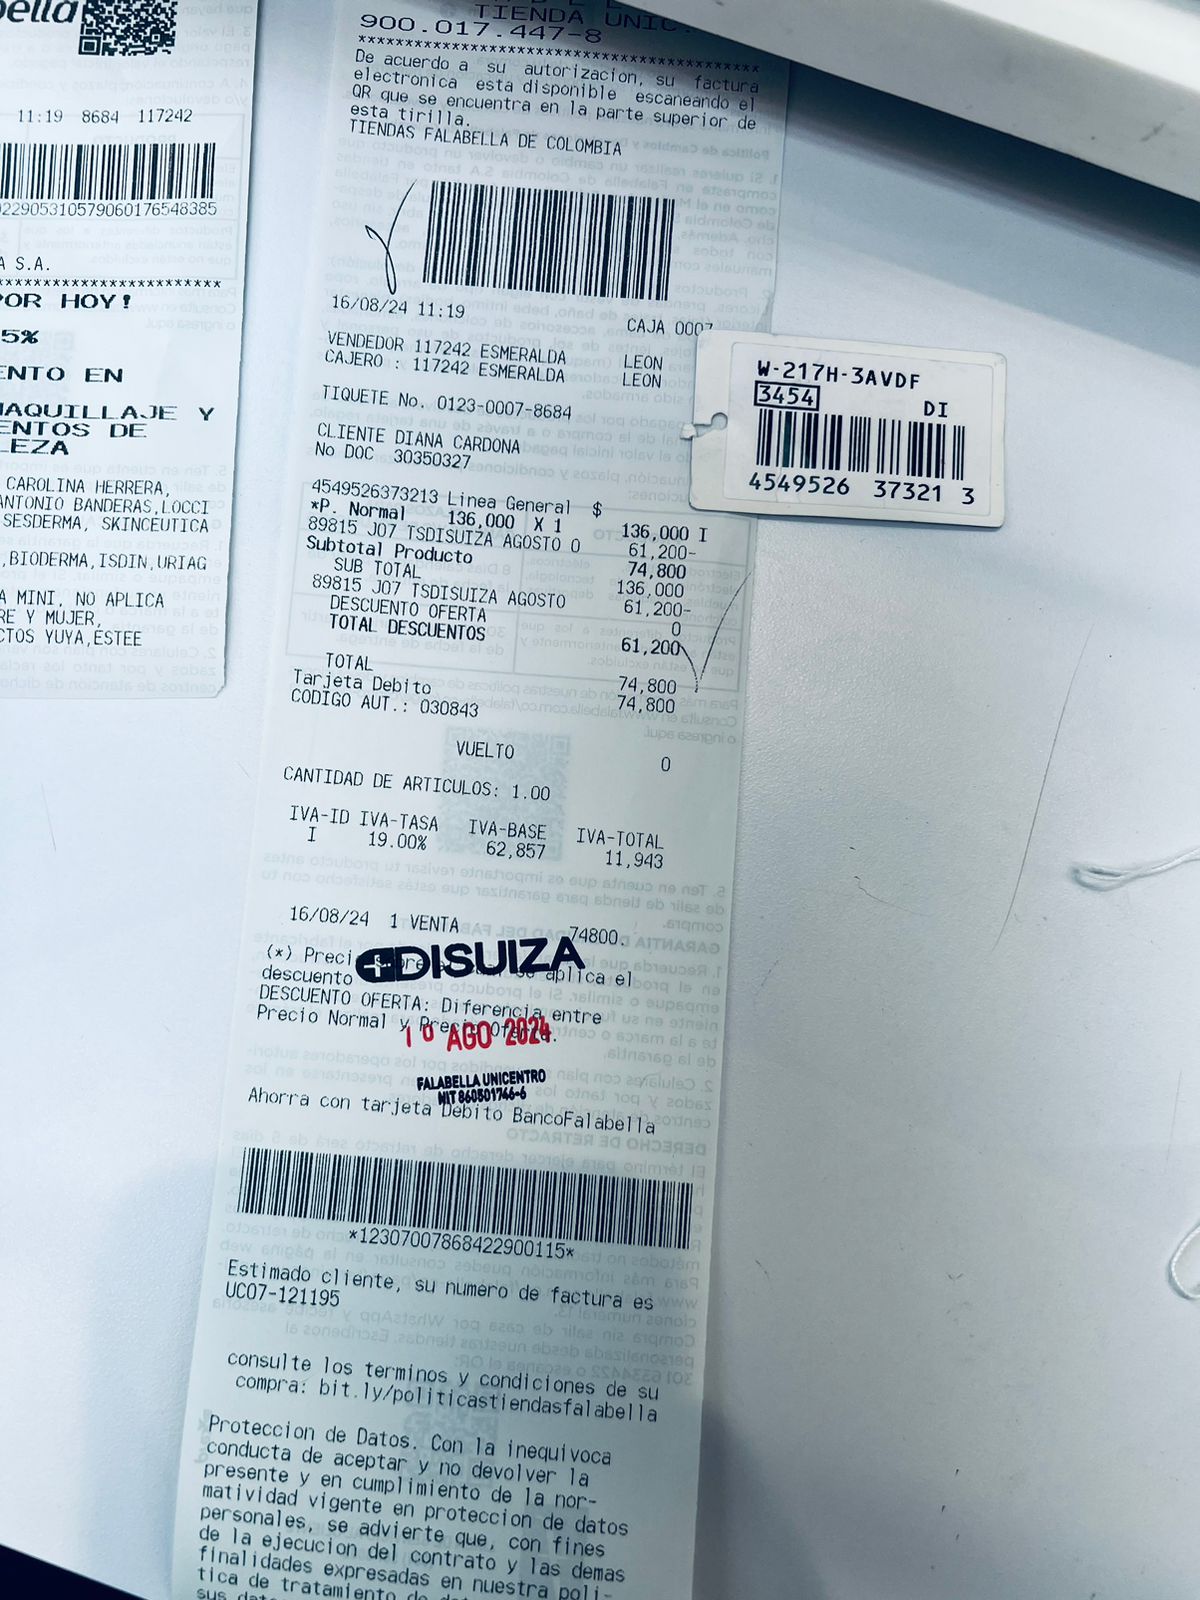 bella
11:19 8684 117242
02290531057906017654838​5
A S.A.
************************
POR HOY!
5%
ENTO EN
MAQUILLAJE Y
ENTOS DE
LEZA
CAROLINA HERRERA,
ANTONIO BANDERAS,LOCCI
SESDERMA, SKINCEUTICA
,BIODERMA,ISDIN,URIAG
A MINI, NO APLICA
RE Y MUJER,
CTOS YUYA,ESTEE
TIENDA UNIC
900.017.447-8
De acuerdo a su autorizacion, su factura
electronica esta disponible escaneando el
QR que se encuentra en la parte superior de
esta tirilla.
TIENDAS FALABELLA DE COLOMBIA
16/08/24 11:19 CAJA 0007
VENDEDOR 117242 ESMERALDA LEON
CAJERO : 117242 ESMERALDA LEON
TIQUETE No. 0123-0007-8684
CLIENTE DIANA CARDONA
No DOC 30350327
4549526373213 Linea General $
*P. Normal 136,000 X 1 136,000 I
89815 J07 TSDISUIZA AGOSTO 0 61,200-
Subtotal Producto 74,800
SUB TOTAL 136,000
89815 J07 TSDISUIZA AGOSTO 61,200-
DESCUENTO OFERTA 0
TOTAL DESCUENTOS 61,200
TOTAL 74,800
Tarjeta Debito 74,800
CODIGO AUT.: 030843
VUELTO 0
CANTIDAD DE ARTICULOS: 1.00
IVA-ID IVA-TASA IVA-BASE IVA-TOTAL
I 19.00% 62,857 11,943
16/08/24 1 VENTA 74800.
(*) Preci aplica el
DISUIZA
descuento
DESCUENTO OFERTA: Diferencia entre
Precio Normal y Precio Oferta.
AGO 2024
FALABELLA UNICENTRO
NIT 860501746-6
Ahorra con tarjeta Debito BancoFalabella
*12307007868422900115*
Estimado cliente, su numero de factura es
UC07-121195
consulte los terminos y condiciones de su
compra: bit.ly/politicastiendasfalabella
Proteccion de Datos. Con la inequivoca
conducta de aceptar y no devolver la
presente y en cumplimiento de la nor-
matividad vigente en proteccion de datos
personales, se advierte que, con fines
de la ejecucion del contrato y las demas
finalidades expresadas en nuestra poli-
tica de tratamiento de
W-217H-3AVDF
3454 DI
4549526 37321 3